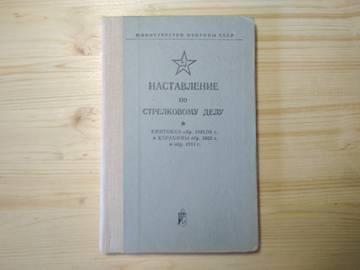 МИНИСТЕРСТВО ОБОРОНЫ СССР
НАСТАВЛЕНИЕ
ПО
СТРЕЛКОВОМУ ДЕЛУ
ВИНТОВКА обр. 1891/30 г.
и КАРАБИНЫ обр. 1938 г.
и обр. 1944 г.